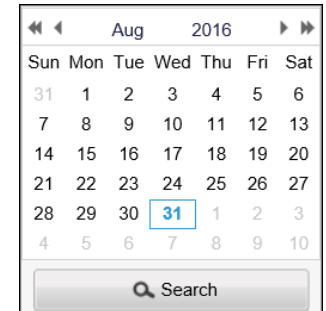 Aug 2016
Sun Mon Tue Wed Thu Fri Sat
31 1 2 3 4 5 6
7 8 9 10 11 12 13
14 15 16 17 18 19 20
21 22 23 24 25 26 27
28 29 30 31 1 2 3
4 5 6 7 8 9 10
Search